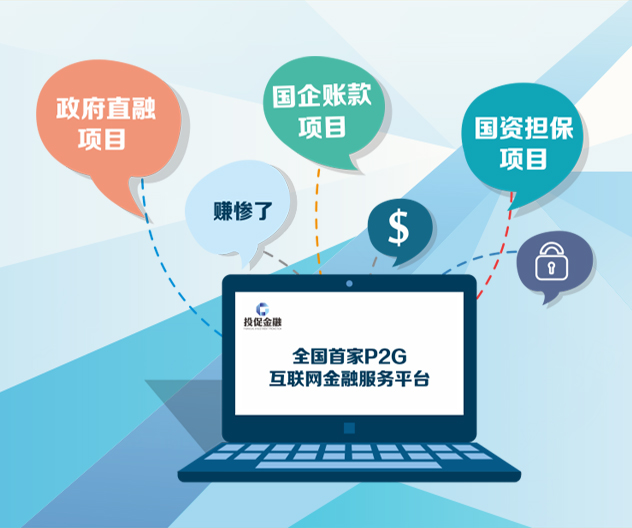 政府直融
项目
国企账款
项目
国资担保
项目
赚惨了
$
投促金融
全国首家P2G
互联网金融服务平台